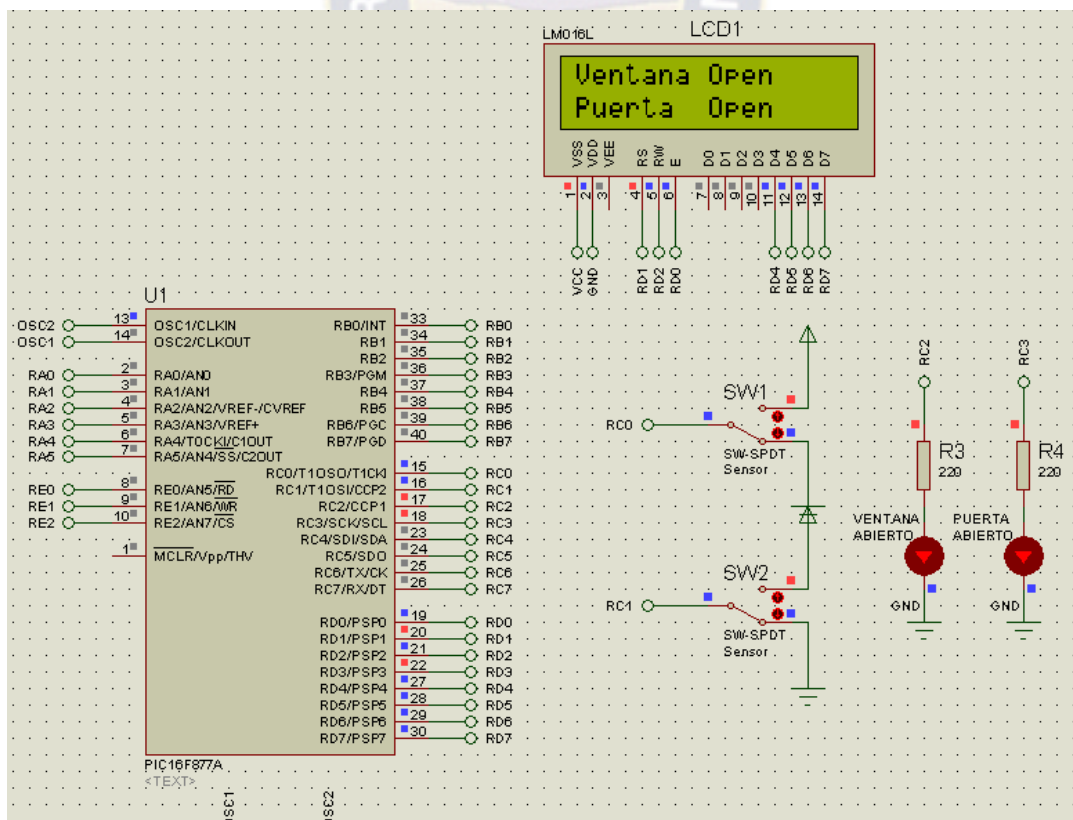 LCD1
LM016L
Ventana Open
Puerta Open
VSS VDD VEE RS RW E D0 D1 D2 D3 D4 D5 D6 D7
1 2 3 4 5 6 7 8 9 10 11 12 13 14
VCC GND RD1 RD2 RD0 RD4 RD5 RD6 RD7
U1
OSC2 13 OSC1/CLKIN RB0/INT 33 RB0
OSC1 14 OSC2/CLKOUT RB1 34 RB1
RB2 35 RB2
RA0 2 RA0/AN0 RB3/PGM 36 RB3
RA1 3 RA1/AN1 RB4 37 RB4
RA2 4 RA2/AN2/VREF-/CVREF RB5 38 RB5
RA3 5 RA3/AN3/VREF+ RB6/PGC 39 RB6
RA4 6 RA4/T0CKI/C1OUT RB7/PGD 40 RB7
RA5 7 RA5/AN4/SS/C2OUT
RC0/T1OSO/T1CKI 15 RC0
RE0 8 RE0/AN5/RD RC1/T1OSI/CCP2 16 RC1
RE1 9 RE1/AN6/WR RC2/CCP1 17 RC2
RE2 10 RE2/AN7/CS RC3/SCK/SCL 18 RC3
RC4/SDI/SDA 23 RC4
1 MCLR/Vpp/THV RC5/SDO 24 RC5
RC6/TX/CK 25 RC6
RC7/RX/DT 26 RC7
RD0/PSP0 19 RD0
RD1/PSP1 20 RD1
RD2/PSP2 21 RD2
RD3/PSP3 22 RD3
RD4/PSP4 27 RD4
RD5/PSP5 28 RD5
RD6/PSP6 29 RD6
RD7/PSP7 30 RD7
PIC16F877A
<TEXT>
OSC1 OSC2
SW1
RC0
SW-SPDT
Sensor
SW2
RC1
SW-SPDT
Sensor
RC2 RC3
R3 R4
220 220
VENTANA PUERTA
ABIERTO ABIERTO
GND GND